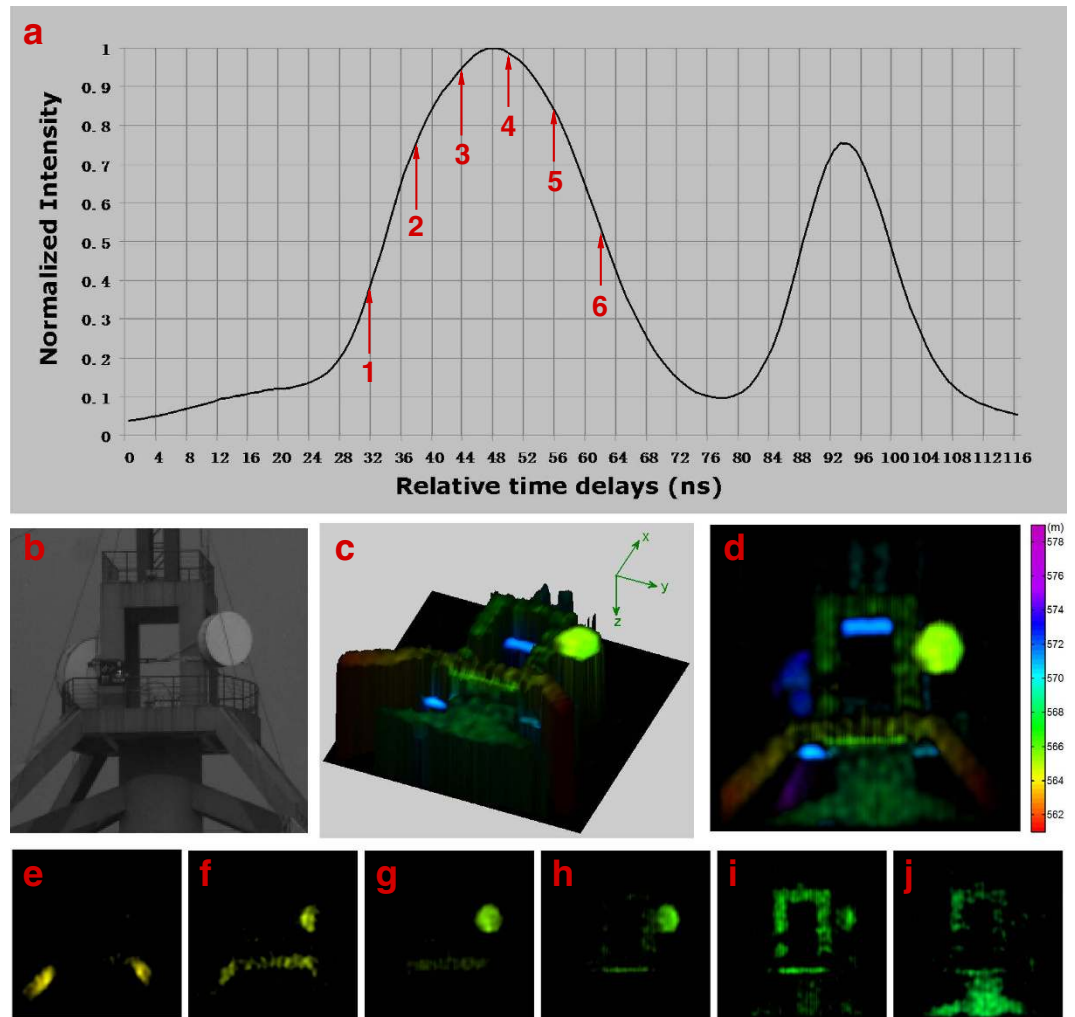 a
Normalized Intensity
1
0.9
0.8
0.7
0.6
0.5
0.4
0.3
0.2
0.1
0
1
2
3
4
5
6
0 4 8 12 16 20 24 28 32 36 40 44 48 52 56 60 64 68 72 76 80 84 88 92 96 100 104 108 112 116
Relative time delays (ns)
b
c
x
y
z
d
(m)
578
576
574
572
570
568
566
564
562
e
f
g
h
i
j